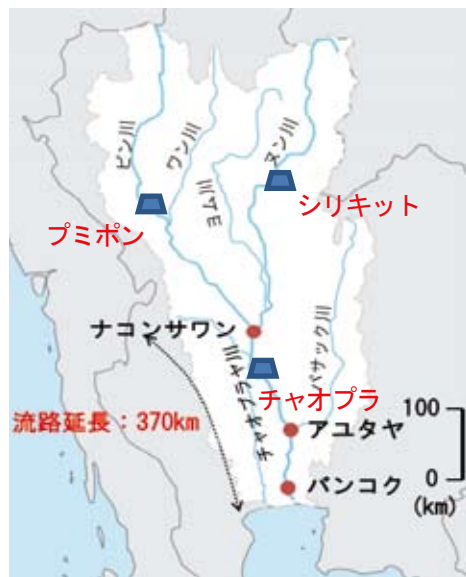 ピン川
ワン川
ヨム川
ヌン川
プミポン
シリキット
ナコンサワン
チャオプラヤ川
パサック川
チャオプラ
流路延長：370km
アユタヤ
バンコク
100
0
(km)